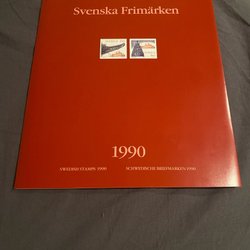 Svenska Frimärken
1990
SWEDISH STAMPS 1990 SCHWEDISCHE BRIEFMARKEN 1990